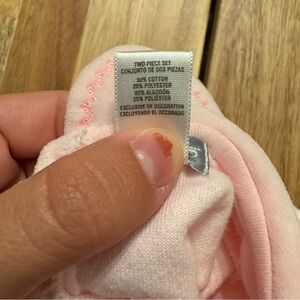 TWO PIECE SET
CONJUNTO DE DOS PIEZAS
80% COTTON
20% POLYESTER
80% ALGODÓN
20% POLIESTER
EXCLUSIVE OF DECORATION
EXCLUYENDO EL DECORADO